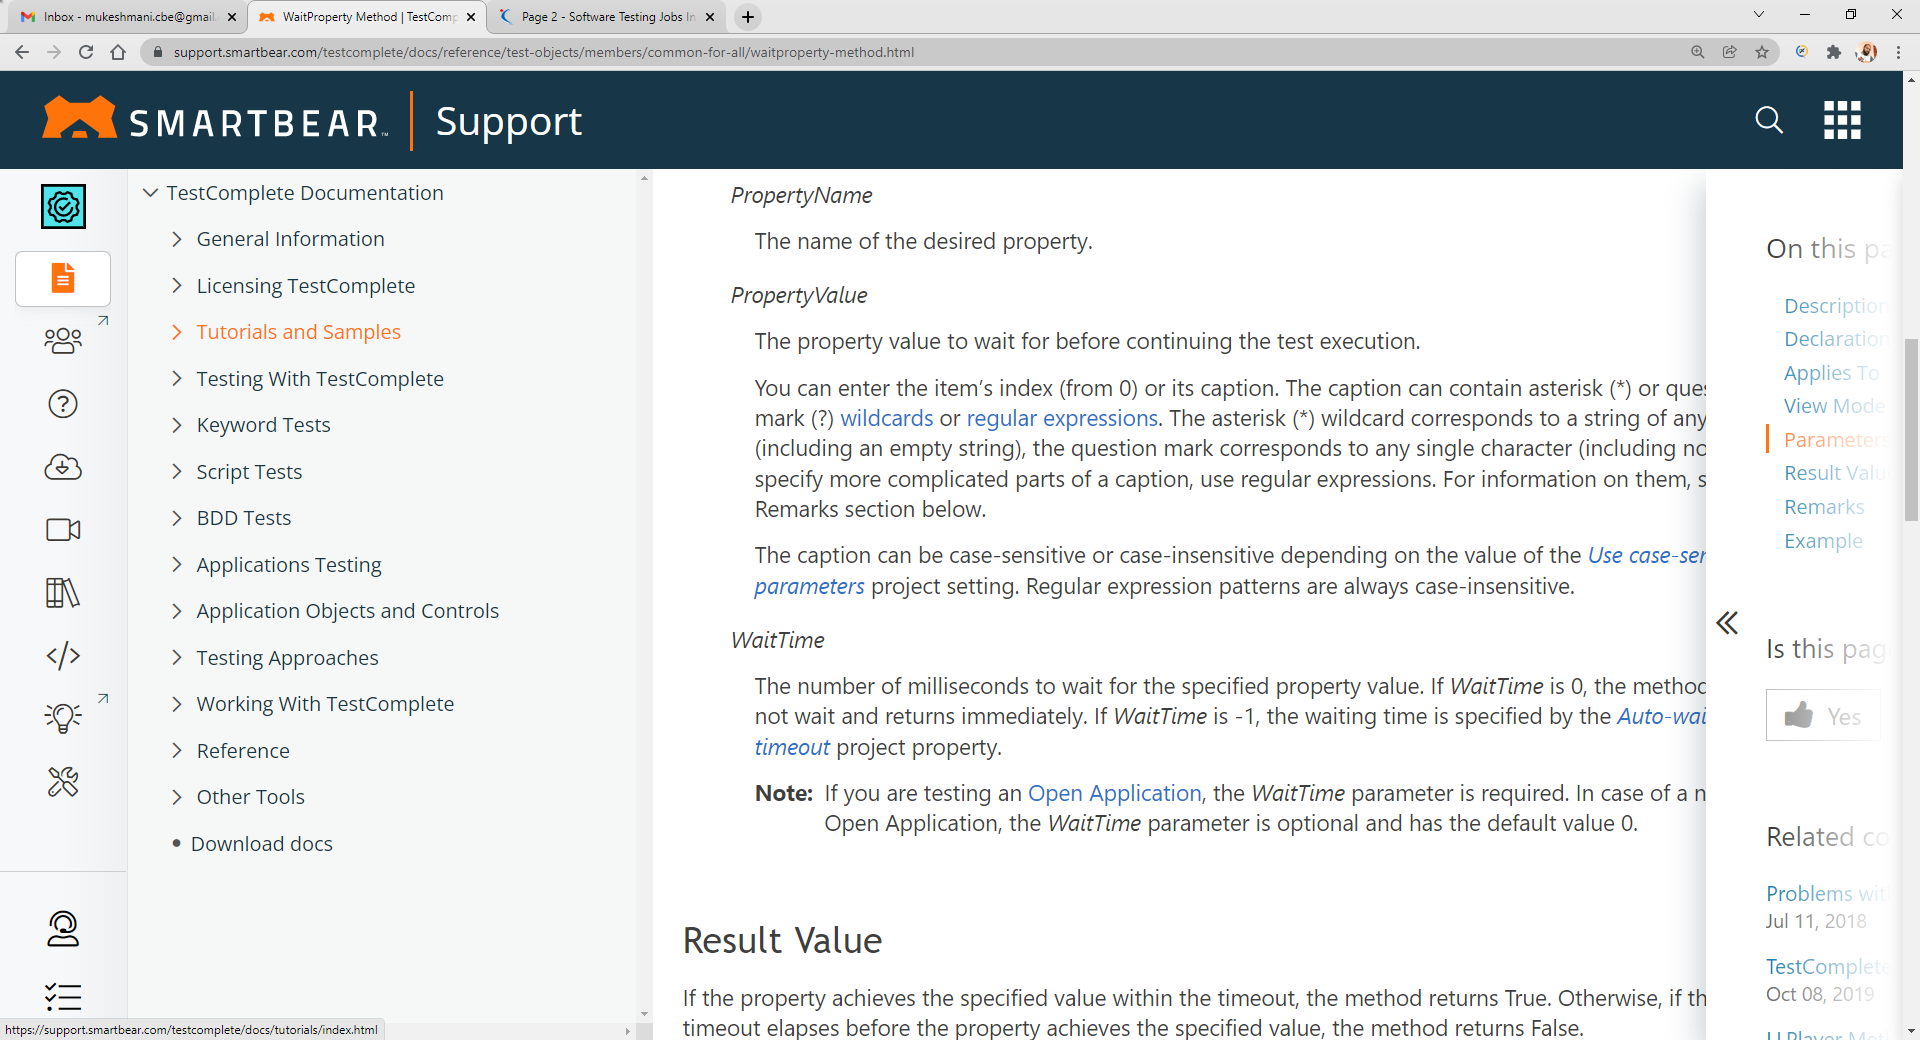 Inbox - mukeshmani.cbe@gmail.
WaitProperty Method | TestComp
Page 2 - Software Testing Jobs In
support.smartbear.com/testcomplete/docs/reference/test-objects/members/common-for-all/waitproperty-method.html
SMARTBEAR™ Support
TestComplete Documentation
General Information
Licensing TestComplete
Tutorials and Samples
Testing With TestComplete
Keyword Tests
Script Tests
BDD Tests
Applications Testing
Application Objects and Controls
Testing Approaches
Working With TestComplete
Reference
Other Tools
Download docs
PropertyName
The name of the desired property.
PropertyValue
The property value to wait for before continuing the test execution.
You can enter the item’s index (from 0) or its caption. The caption can contain asterisk (*) or ques
mark (?) wildcards or regular expressions. The asterisk (*) wildcard corresponds to a string of any
(including an empty string), the question mark corresponds to any single character (including no
specify more complicated parts of a caption, use regular expressions. For information on them, s
Remarks section below.
The caption can be case-sensitive or case-insensitive depending on the value of the Use case-sen
parameters project setting. Regular expression patterns are always case-insensitive.
WaitTime
The number of milliseconds to wait for the specified property value. If WaitTime is 0, the method
not wait and returns immediately. If WaitTime is -1, the waiting time is specified by the Auto-wai
timeout project property.
Note: If you are testing an Open Application, the WaitTime parameter is required. In case of a n
Open Application, the WaitTime parameter is optional and has the default value 0.
Result Value
If the property achieves the specified value within the timeout, the method returns True. Otherwise, if th
timeout elapses before the property achieves the specified value, the method returns False.
On this pa
Description
Declaration
Applies To
View Mode
Parameters
Result Valu
Remarks
Example
Is this pag
Yes
Related co
Problems wit
Jul 11, 2018
TestComplete
Oct 08, 2019
https://support.smartbear.com/testcomplete/docs/tutorials/index.html